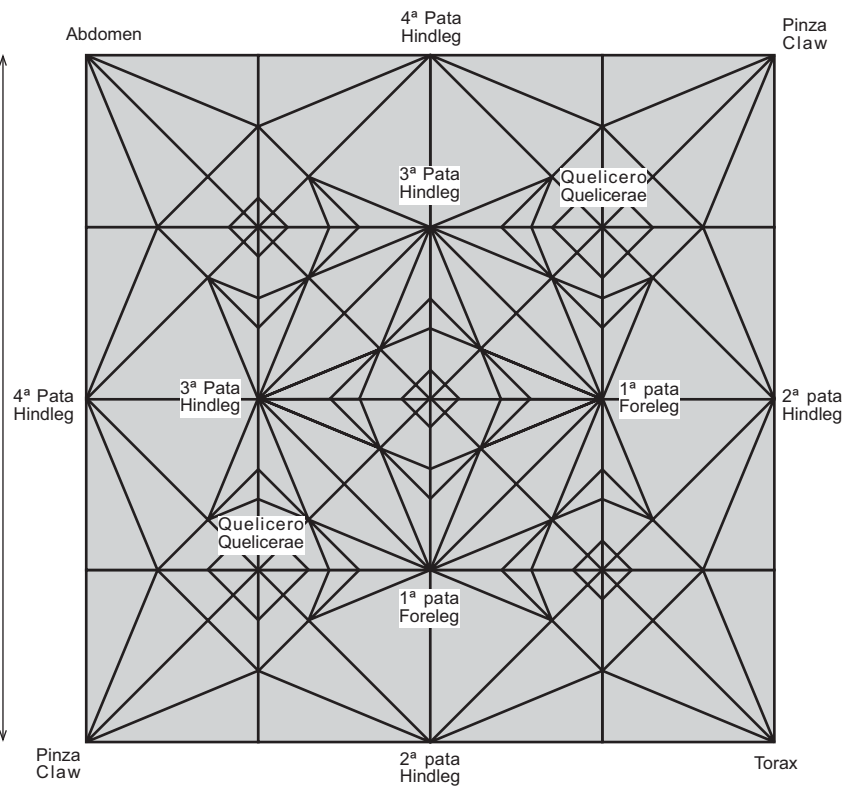 Abdomen
4ª Pata
Hindleg
Pinza
Claw
3ª Pata
Hindleg
Quelicero
Quelicerae
4ª Pata
Hindleg
3ª Pata
Hindleg
1ª pata
Foreleg
2ª pata
Hindleg
Quelicero
Quelicerae
1ª pata
Foreleg
Pinza
Claw
2ª pata
Hindleg
Torax